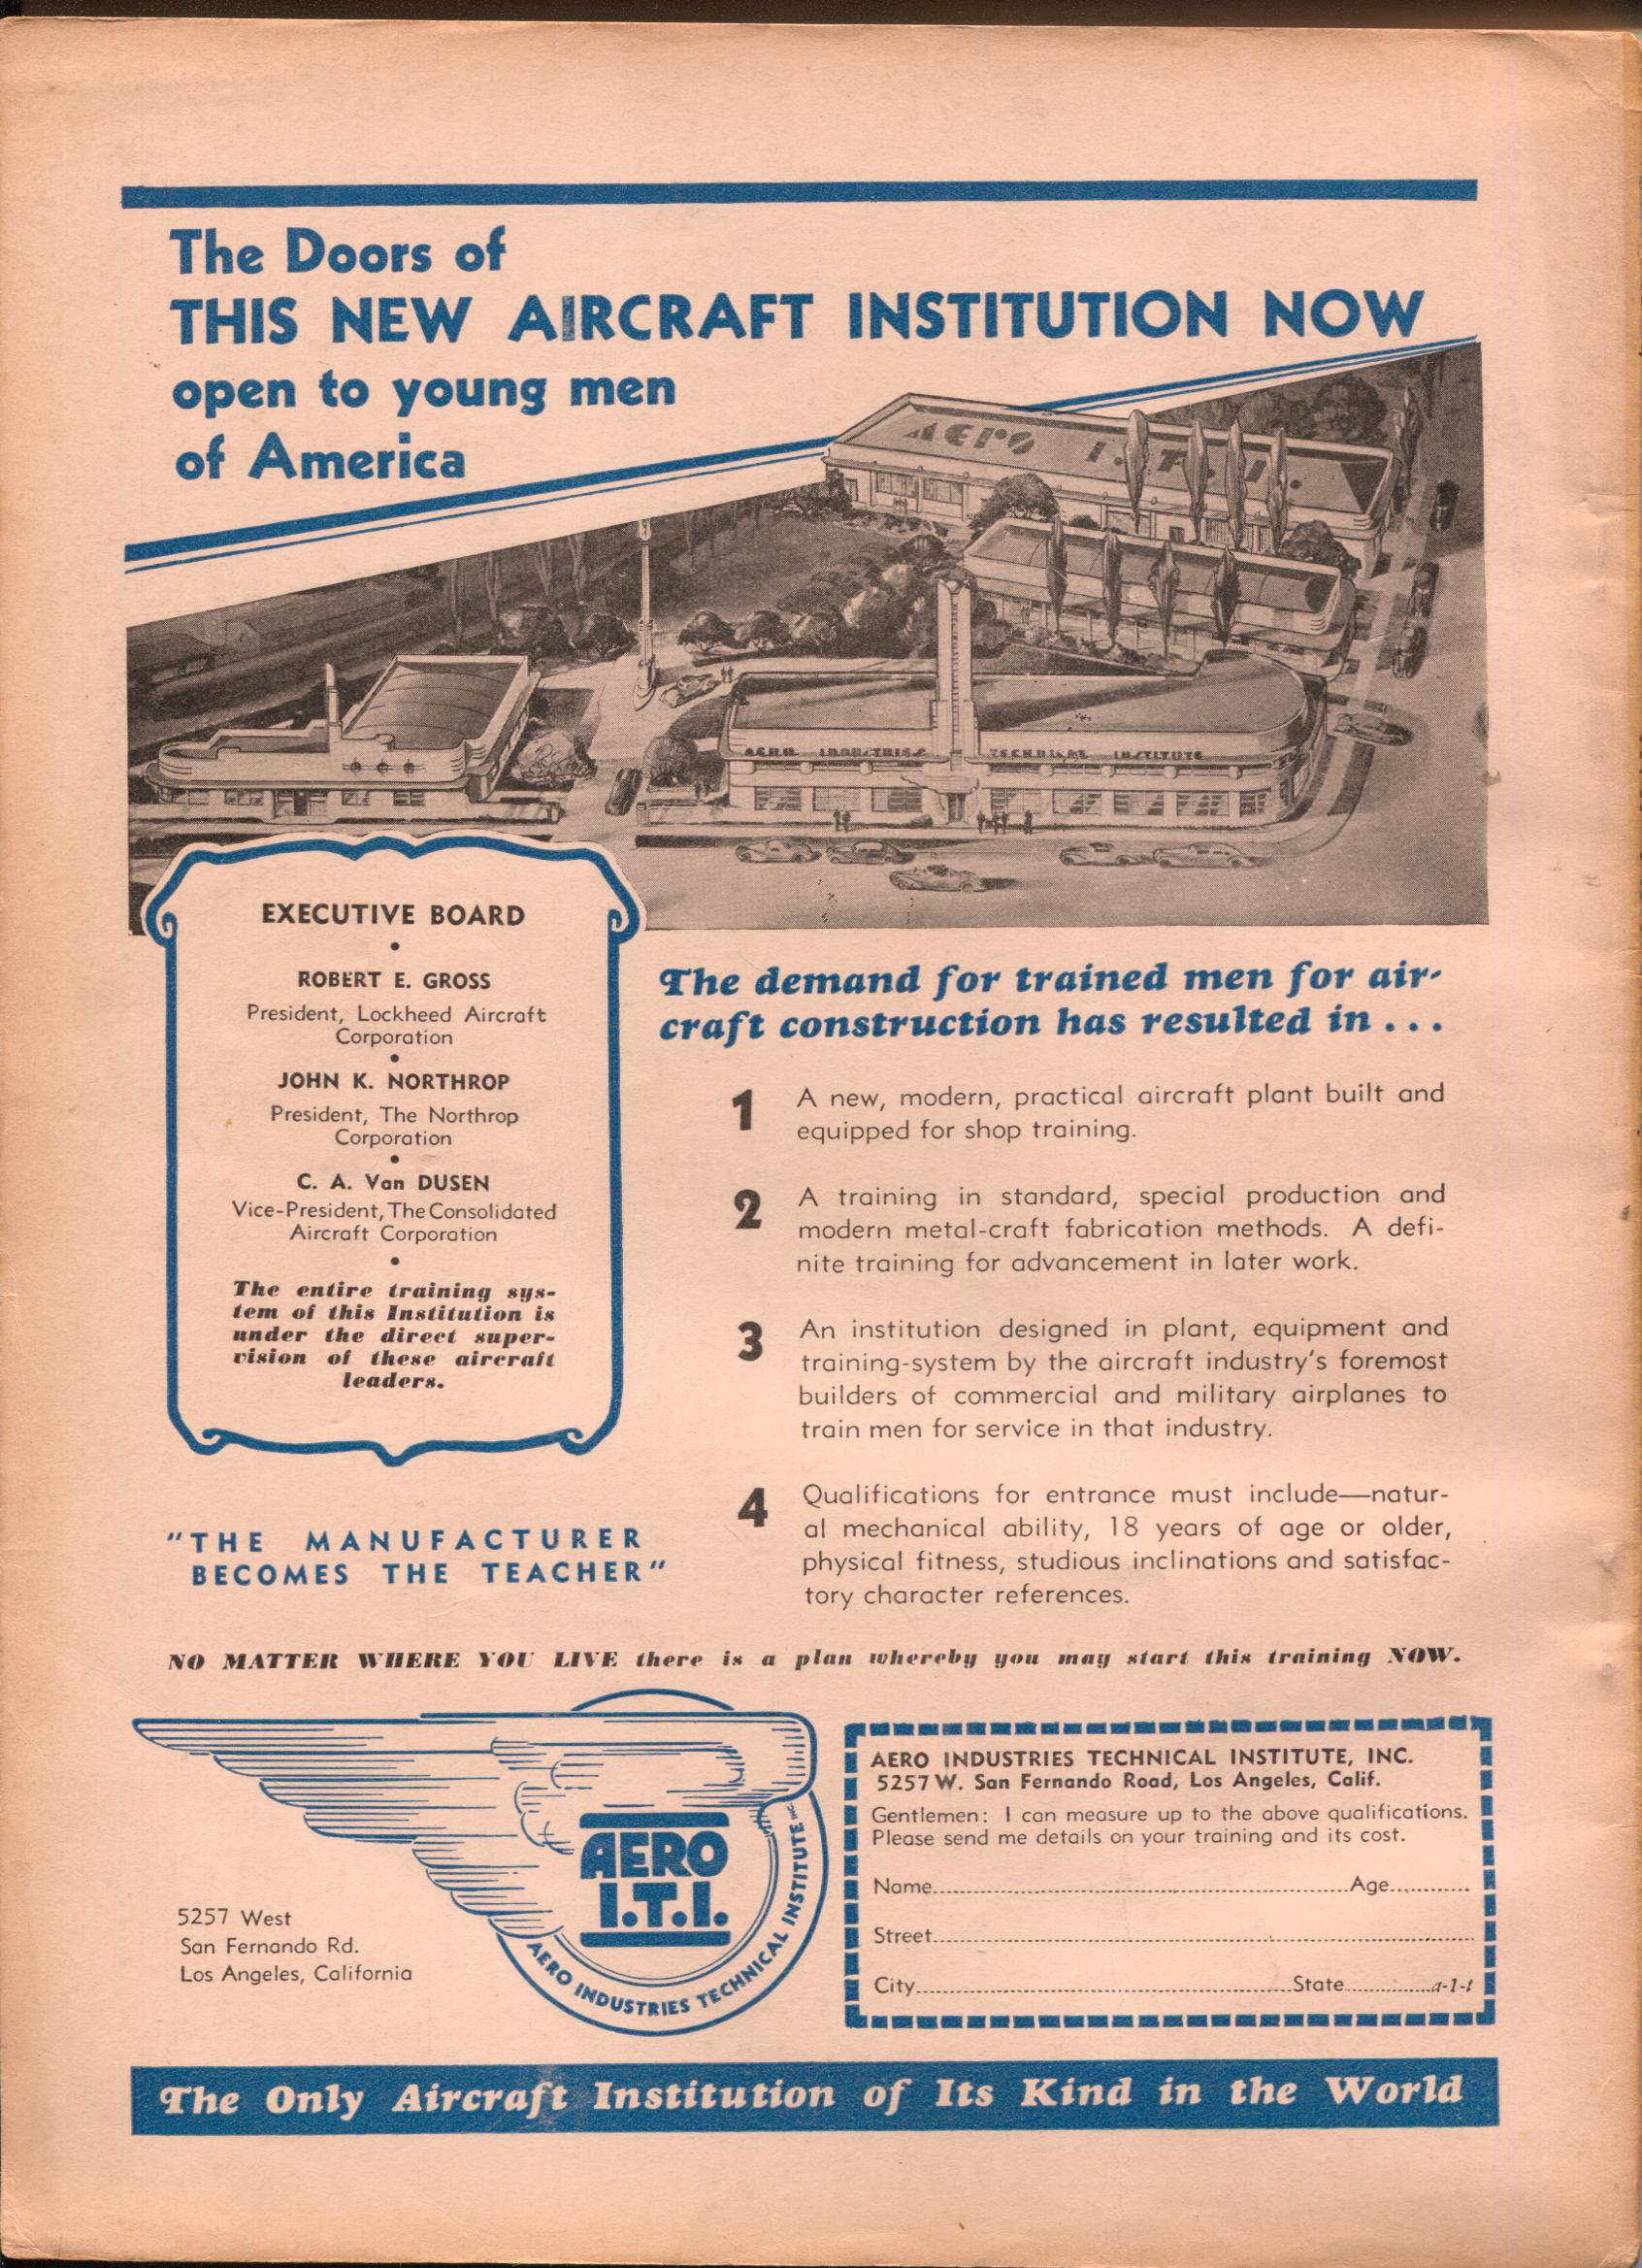 The Doors of
THIS NEW AIRCRAFT INSTITUTION NOW
open to young men
of America
AERO I.T.I.
AERO INDUSTRIES TECHNICAL INSTITUTE
EXECUTIVE BOARD
•
ROBERT E. GROSS
President, Lockheed Aircraft
Corporation
•
JOHN K. NORTHROP
President, The Northrop
Corporation
•
C. A. Van DUSEN
Vice-President, The Consolidated
Aircraft Corporation
•
The entire training sys-
tem of this Institution is
under the direct super-
vision of these aircraft
leaders.
"THE MANUFACTURER
BECOMES THE TEACHER"
The demand for trained men for air-
craft construction has resulted in . . .
1 A new, modern, practical aircraft plant built and
equipped for shop training.
2 A training in standard, special production and
modern metal-craft fabrication methods. A defi-
nite training for advancement in later work.
3 An institution designed in plant, equipment and
training-system by the aircraft industry's foremost
builders of commercial and military airplanes to
train men for service in that industry.
4 Qualifications for entrance must include—natur-
al mechanical ability, 18 years of age or older,
physical fitness, studious inclinations and satisfac-
tory character references.
NO MATTER WHERE YOU LIVE there is a plan whereby you may start this training NOW.
AERO
I.T.I.
AERO INDUSTRIES TECHNICAL INSTITUTE INC
5257 West
San Fernando Rd.
Los Angeles, California
AERO INDUSTRIES TECHNICAL INSTITUTE, INC.
5257 W. San Fernando Road, Los Angeles, Calif.
Gentlemen: I can measure up to the above qualifications.
Please send me details on your training and its cost.
Name.....Age.....
Street.....
City.....State.....a-1-t
The Only Aircraft Institution of Its Kind in the World